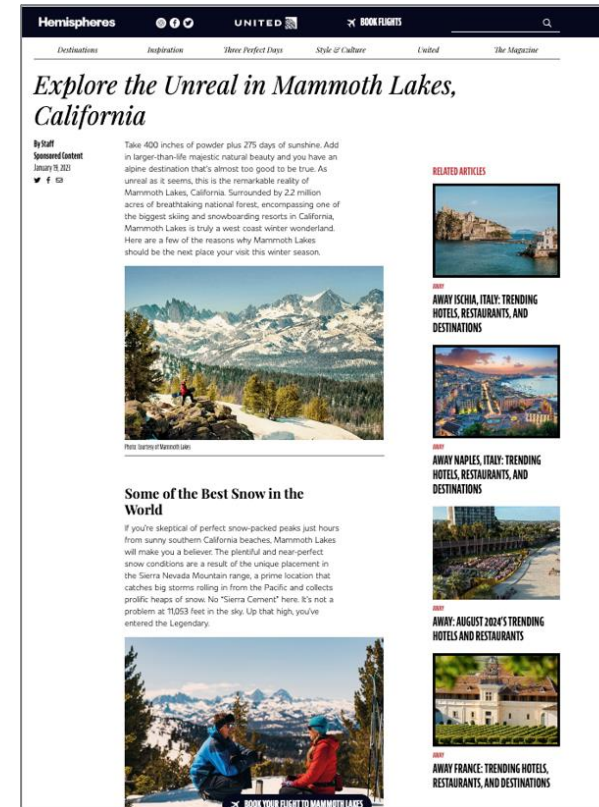 Hemispheres
UNITED
BOOK FLIGHTS
Destinations
Inspiration
Three Perfect Days
Style & Culture
United
The Magazine
Explore the Unreal in Mammoth Lakes,
California
By Staff
Sponsored Content
January 19, 2023
Take 400 inches of powder plus 275 days of sunshine. Add
in larger-than-life majestic natural beauty and you have an
alpine destination that's almost too good to be true. As
unreal as it seems, this is the remarkable reality of
Mammoth Lakes, California. Surrounded by 2.2 million
acres of breathtaking national forest, encompassing one of
the biggest skiing and snowboarding resorts in California,
Mammoth Lakes is truly a west coast winter wonderland.
Here are a few of the reasons why Mammoth Lakes
should be the next place your visit this winter season.
Photo: Courtesy of Mammoth Lakes
Some of the Best Snow in the
World
If you're skeptical of perfect snow-packed peaks just hours
from sunny southern California beaches, Mammoth Lakes
will make you a believer. The plentiful and near-perfect
snow conditions are a result of the unique placement in
the Sierra Nevada Mountain range, a prime location that
catches big storms rolling in from the Pacific and collects
prolific heaps of snow. No "Sierra Cement" here. It's not a
problem at 11,053 feet in the sky. Up that high, you've
entered the Legendary.
BOOK YOUR FLIGHT TO MAMMOTH LAKES
RELATED ARTICLES
AWAY
AWAY ISCHIA, ITALY: TRENDING
HOTELS, RESTAURANTS, AND
DESTINATIONS
AWAY
AWAY NAPLES, ITALY: TRENDING
HOTELS, RESTAURANTS, AND
DESTINATIONS
AWAY
AWAY: AUGUST 2024'S TRENDING
HOTELS AND RESTAURANTS
AWAY
AWAY FRANCE: TRENDING HOTELS,
RESTAURANTS, AND DESTINATIONS